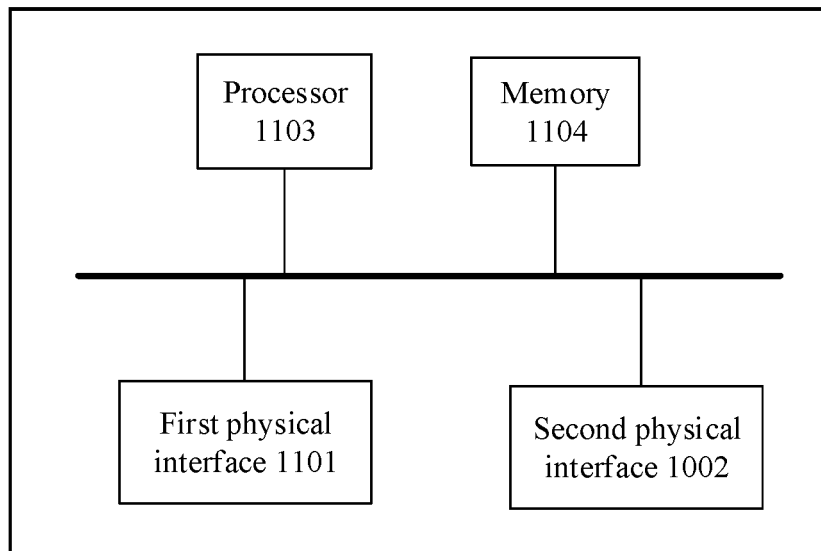 Processor
1103
Memory
1104
First physical
interface 1101
Second physical
interface 1002